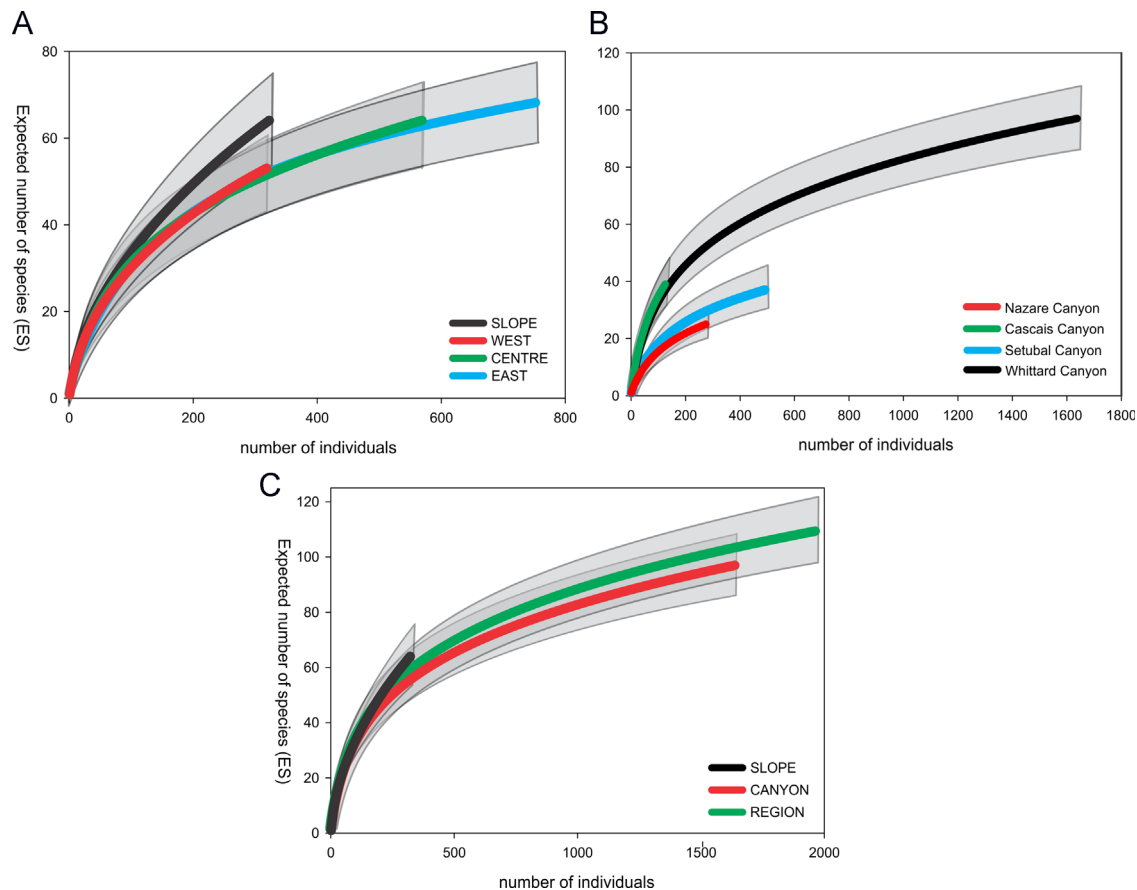 A
Expected number of species (ES)
80
60
40
20
0
0 200 400 600 800
number of individuals
SLOPE
WEST
CENTRE
EAST
B
120
100
80
60
40
20
0
0 200 400 600 800 1000 1200 1400 1600 1800
number of individuals
Nazare Canyon
Cascais Canyon
Setubal Canyon
Whittard Canyon
C
Expected number of species (ES)
120
100
80
60
40
20
0
0 500 1000 1500 2000
number of individuals
SLOPE
CANYON
REGION